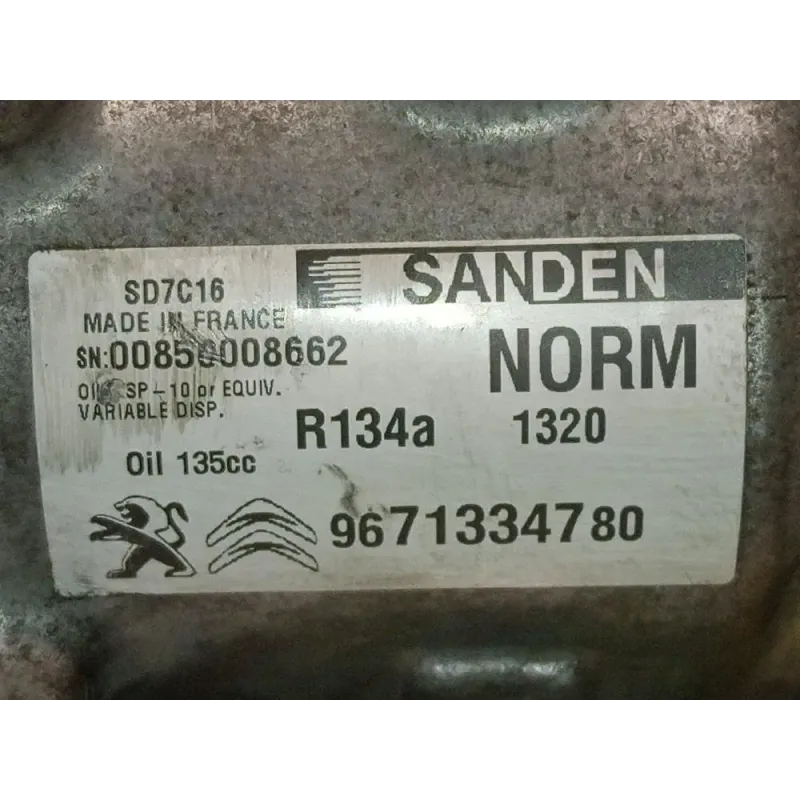 SANDEN
SD7C16
MADE IN FRANCE
SN:00850008662
NORM
SP-10 or EQUIV.
VARIABLE DISP.
R134a 1320
Oil 135cc
9671334780